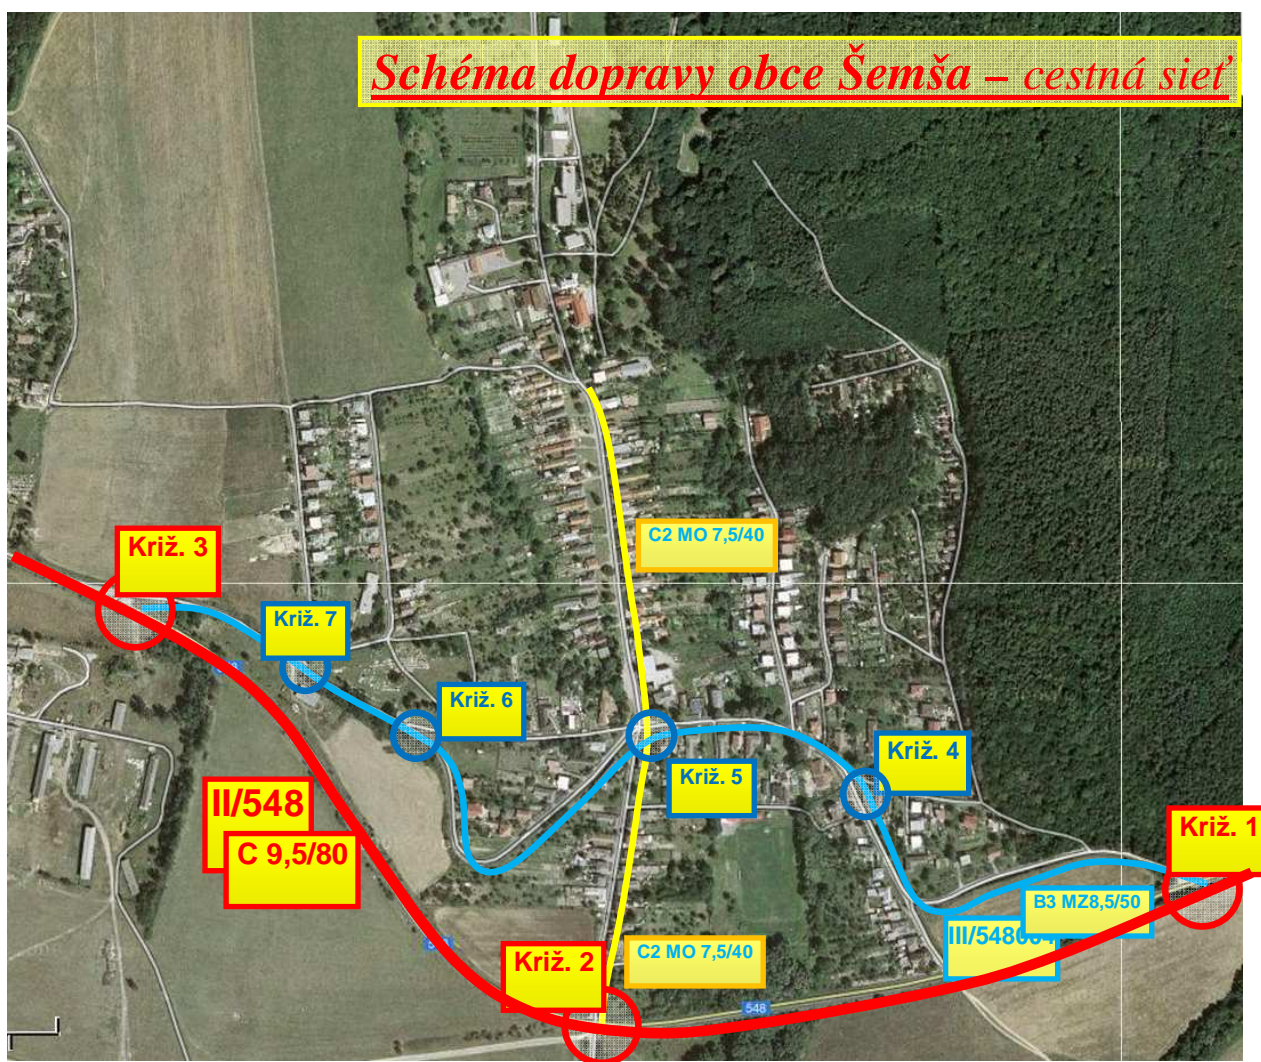 Schéma dopravy obce Šemša – cestná sieť
C2 MO 7,5/40
Križ. 3
Križ. 7
Križ. 6
Križ. 5
Križ. 4
II/548
C 9,5/80
Križ. 1
B3 MZ8,5/50
Križ. 2
C2 MO 7,5/40
548